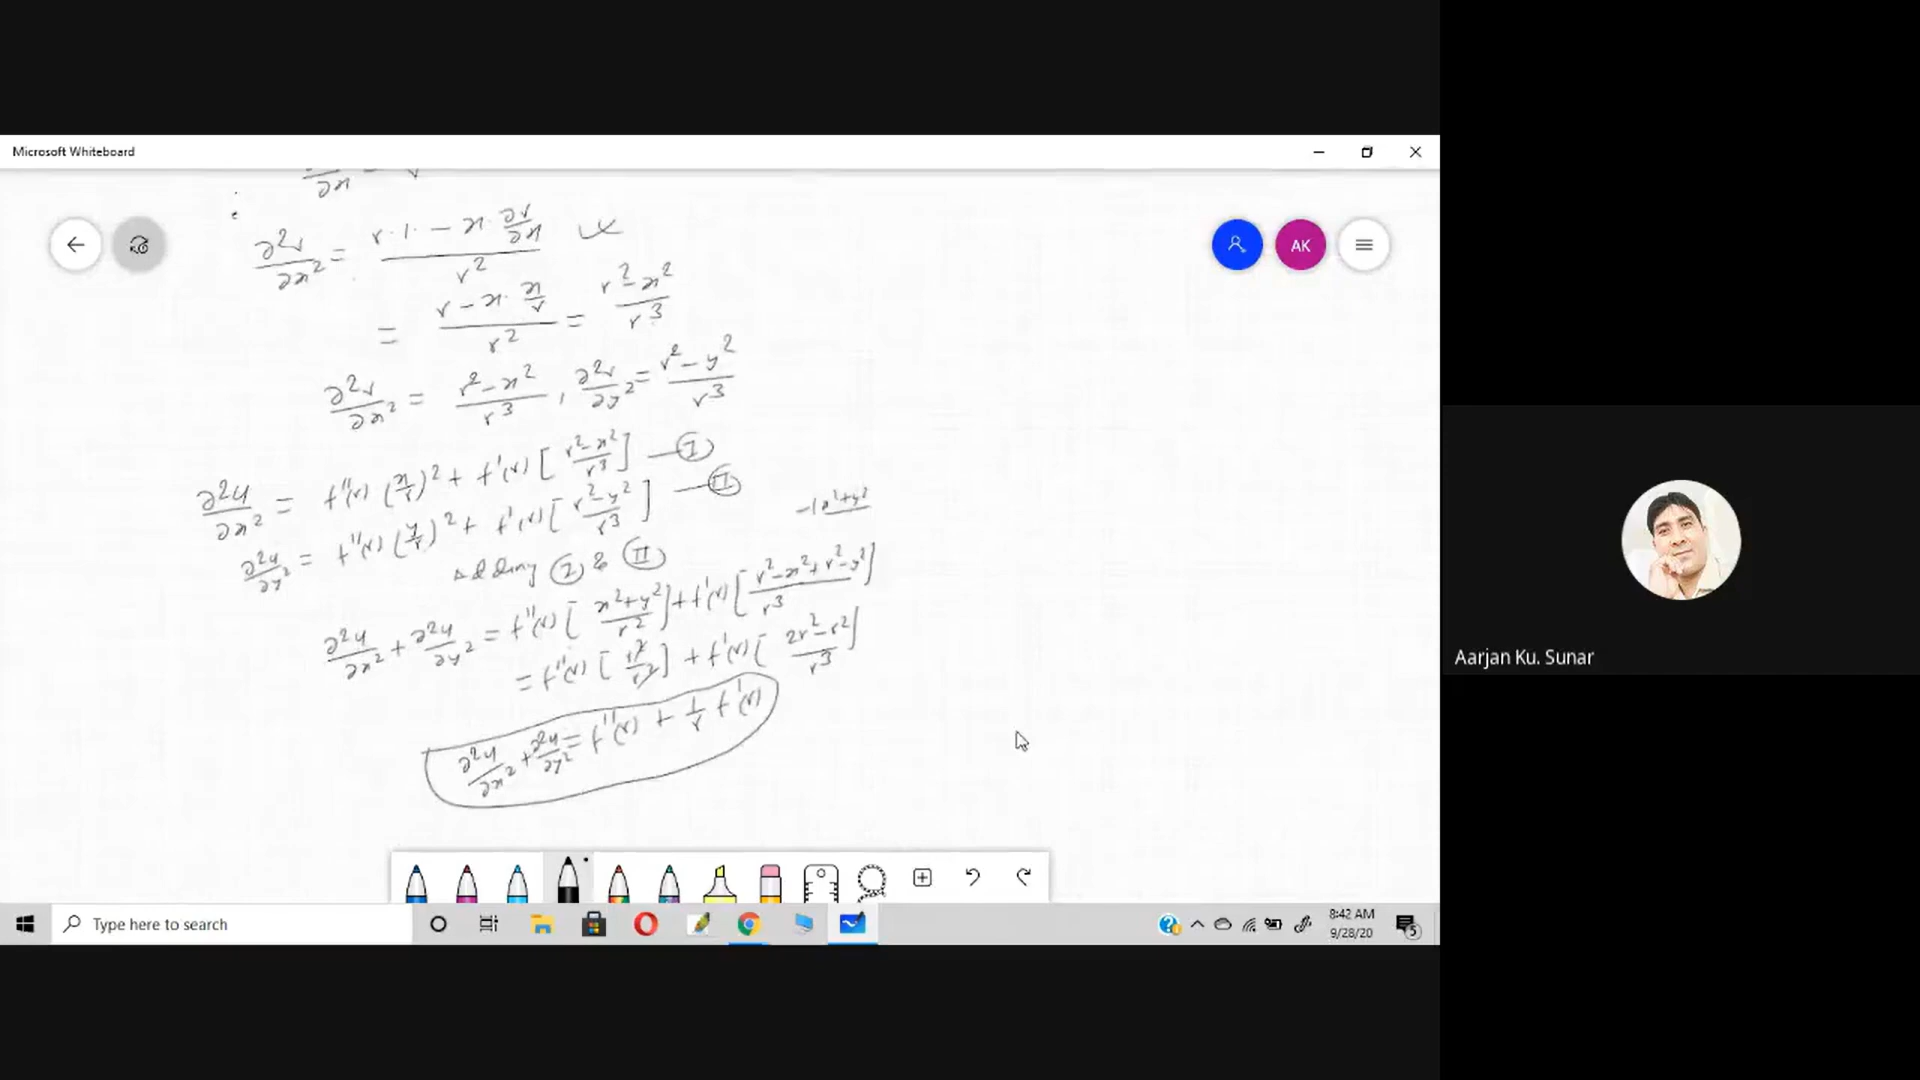 Microsoft Whiteboard
∂x
∂²r/∂x² = (r·1· − x·∂r/∂x)/r²
= (r − x·x/r)/r² = (r²−x²)/r³
∂²r/∂x² = (r²−x²)/r³, ∂²r/∂y² = (r²−y²)/r³
∂²u/∂x² = f''(r) (x/r)² + f'(r) [(r²−x²)/r³] —(I)
∂²u/∂y² = f''(r) (y/r)² + f'(r) [(r²−y²)/r³] —(II)
−(x²+y²
Adding (I) & (II)
∂²u/∂x² + ∂²u/∂y² = f''(r) [(x²+y²)/r²] + f'(r) [(r²−x²+r²−y²)/r³]
= f''(r) [r²/r²] + f'(r) [(2r²−r²)/r³]
∂²u/∂x² + ∂²u/∂y² = f''(r) + 1/r f'(r)
AK
Aarjan Ku. Sunar
Type here to search
8:42 AM
9/28/20
5